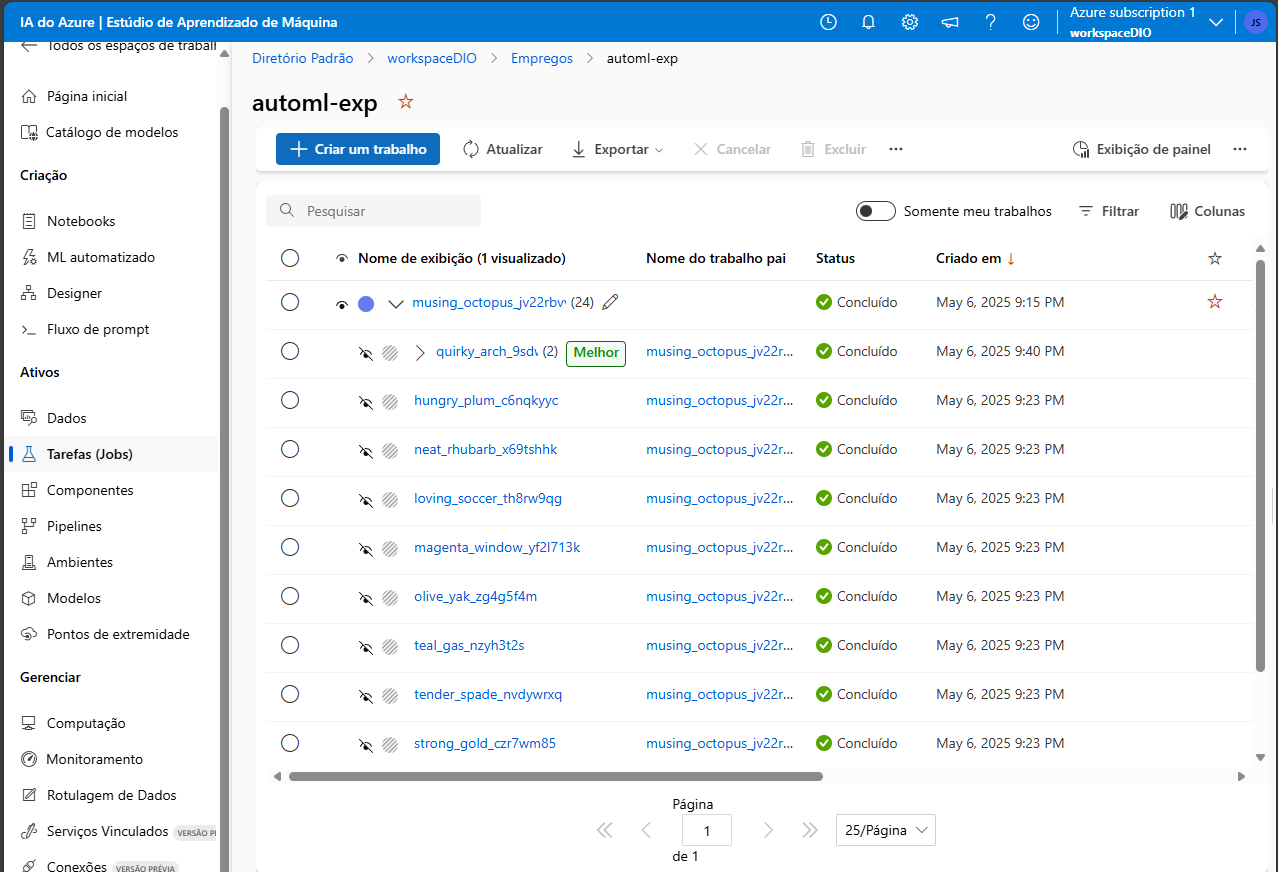 IA do Azure | Estúdio de Aprendizado de Máquina
Azure subscription 1
workspaceDIO
JS
Todos os espaços de trabalh
Página inicial
Catálogo de modelos
Criação
Notebooks
ML automatizado
Designer
Fluxo de prompt
Ativos
Dados
Tarefas (Jobs)
Componentes
Pipelines
Ambientes
Modelos
Pontos de extremidade
Gerenciar
Computação
Monitoramento
Rotulagem de Dados
Serviços Vinculados VERSÃO PI
Conexões VERSÃO PRÉVIA
Diretório Padrão > workspaceDIO > Empregos > automl-exp
automl-exp
Criar um trabalho Atualizar Exportar Cancelar Excluir ... Exibição de painel ...
Pesquisar Somente meu trabalhos Filtrar Colunas
Nome de exibição (1 visualizado) Nome do trabalho pai Status Criado em ↓
musing_octopus_jv22rbv (24) Concluído May 6, 2025 9:15 PM
quirky_arch_9sdv (2) Melhor musing_octopus_jv22r... Concluído May 6, 2025 9:40 PM
hungry_plum_c6nqkyyc musing_octopus_jv22r... Concluído May 6, 2025 9:23 PM
neat_rhubarb_x69tshhk musing_octopus_jv22r... Concluído May 6, 2025 9:23 PM
loving_soccer_th8rw9qg musing_octopus_jv22r... Concluído May 6, 2025 9:23 PM
magenta_window_yf2l713k musing_octopus_jv22r... Concluído May 6, 2025 9:23 PM
olive_yak_zg4g5f4m musing_octopus_jv22r... Concluído May 6, 2025 9:23 PM
teal_gas_nzyh3t2s musing_octopus_jv22r... Concluído May 6, 2025 9:23 PM
tender_spade_nvdywrxq musing_octopus_jv22r... Concluído May 6, 2025 9:23 PM
strong_gold_czr7wm85 musing_octopus_jv22r... Concluído May 6, 2025 9:23 PM
Página
1
de 1
25/Página